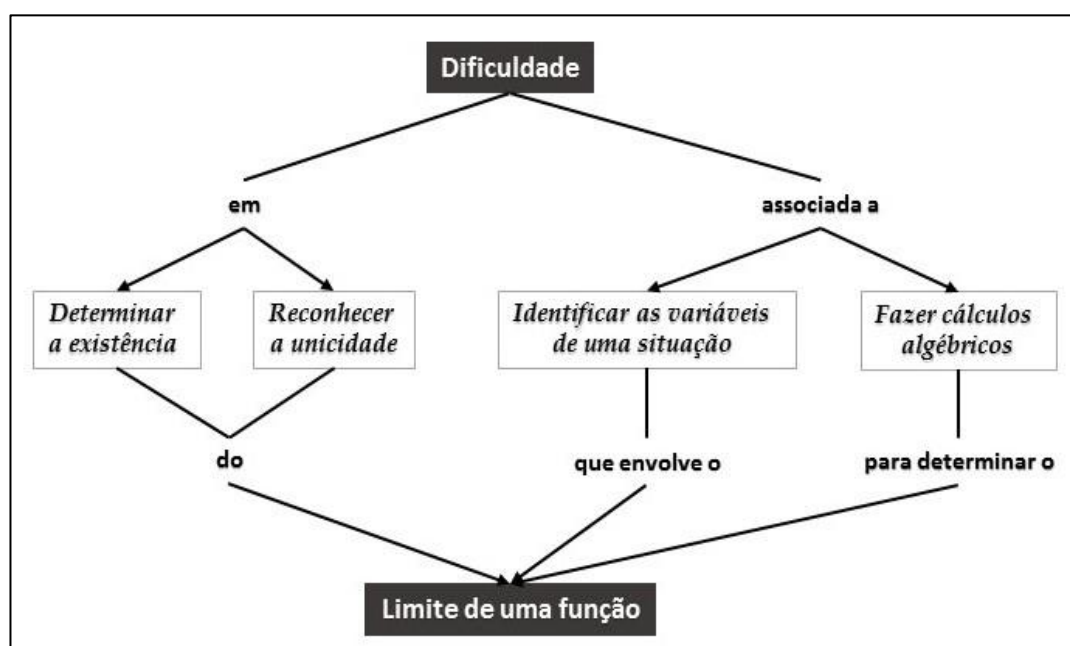 Dificuldade
em
associada a
Determinar
a existência
Reconhecer
a unicidade
Identificar as variáveis
de uma situação
Fazer cálculos
algébricos
do
que envolve o
para determinar o
Limite de uma função